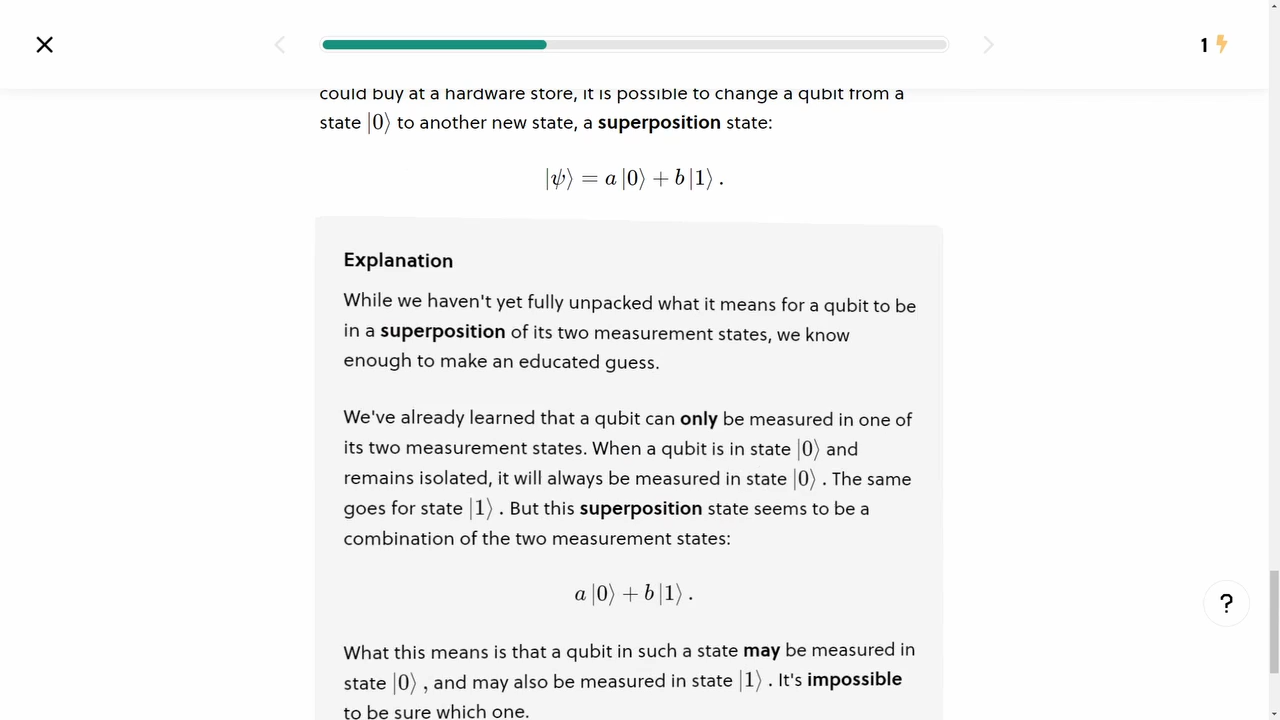 1
could buy at a hardware store, it is possible to change a qubit from a
state |0⟩ to another new state, a superposition state:
|ψ⟩ = a |0⟩ + b |1⟩ .
Explanation
While we haven't yet fully unpacked what it means for a qubit to be
in a superposition of its two measurement states, we know
enough to make an educated guess.
We've already learned that a qubit can only be measured in one of
its two measurement states. When a qubit is in state |0⟩ and
remains isolated, it will always be measured in state |0⟩ . The same
goes for state |1⟩ . But this superposition state seems to be a
combination of the two measurement states:
a |0⟩ + b |1⟩ .
What this means is that a qubit in such a state may be measured in
state |0⟩ , and may also be measured in state |1⟩ . It's impossible
to be sure which one.
?